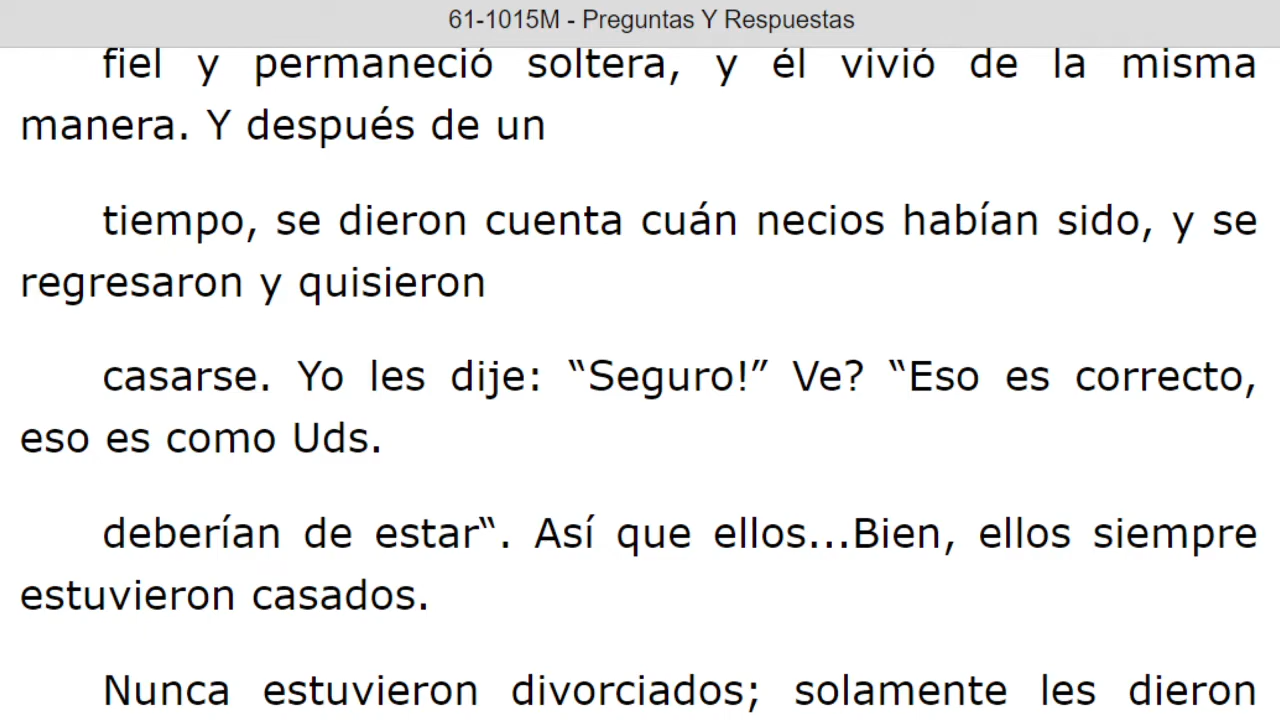 61-1015M - Preguntas Y Respuestas
fiel y permaneció soltera, y él vivió de la misma
manera. Y después de un
tiempo, se dieron cuenta cuán necios habían sido, y se
regresaron y quisieron
casarse. Yo les dije: “Seguro!” Ve? “Eso es correcto,
eso es como Uds.
deberían de estar“. Así que ellos...Bien, ellos siempre
estuvieron casados.
Nunca estuvieron divorciados; solamente les dieron